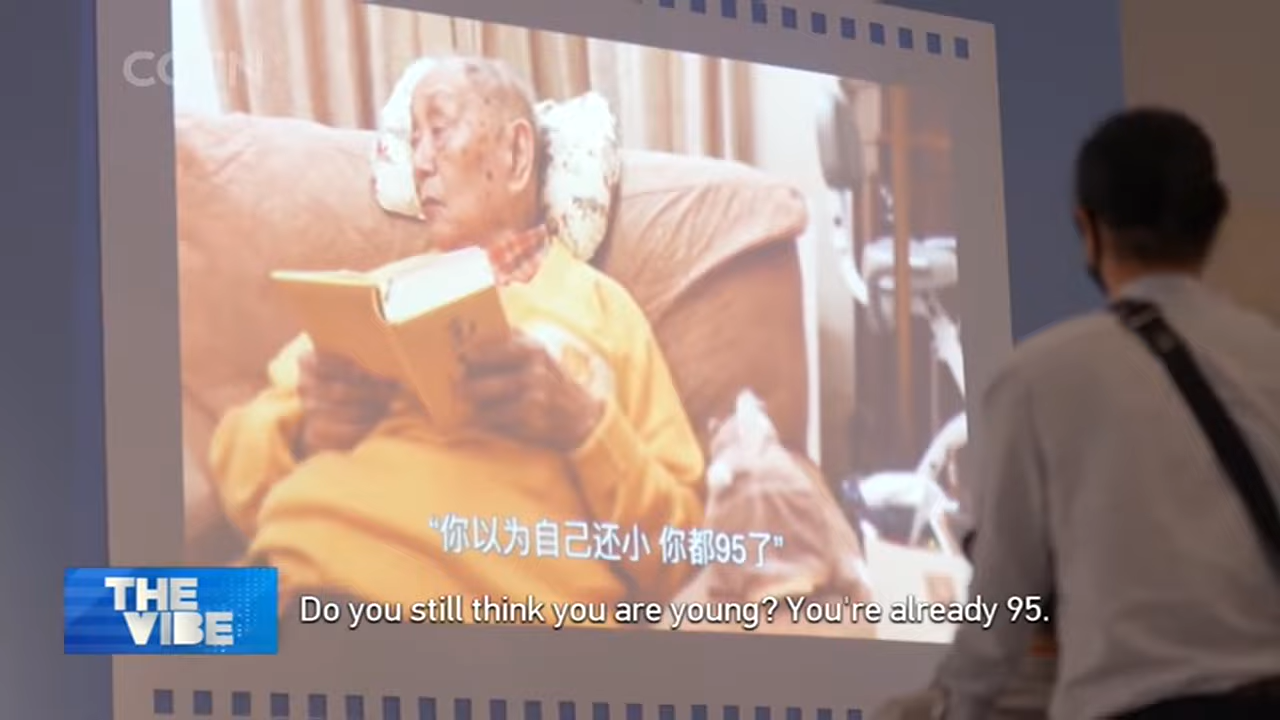 CGTN
“你以为自己还小 你都95了”
THE
VIBE
Do you still think you are young? You're already 95.